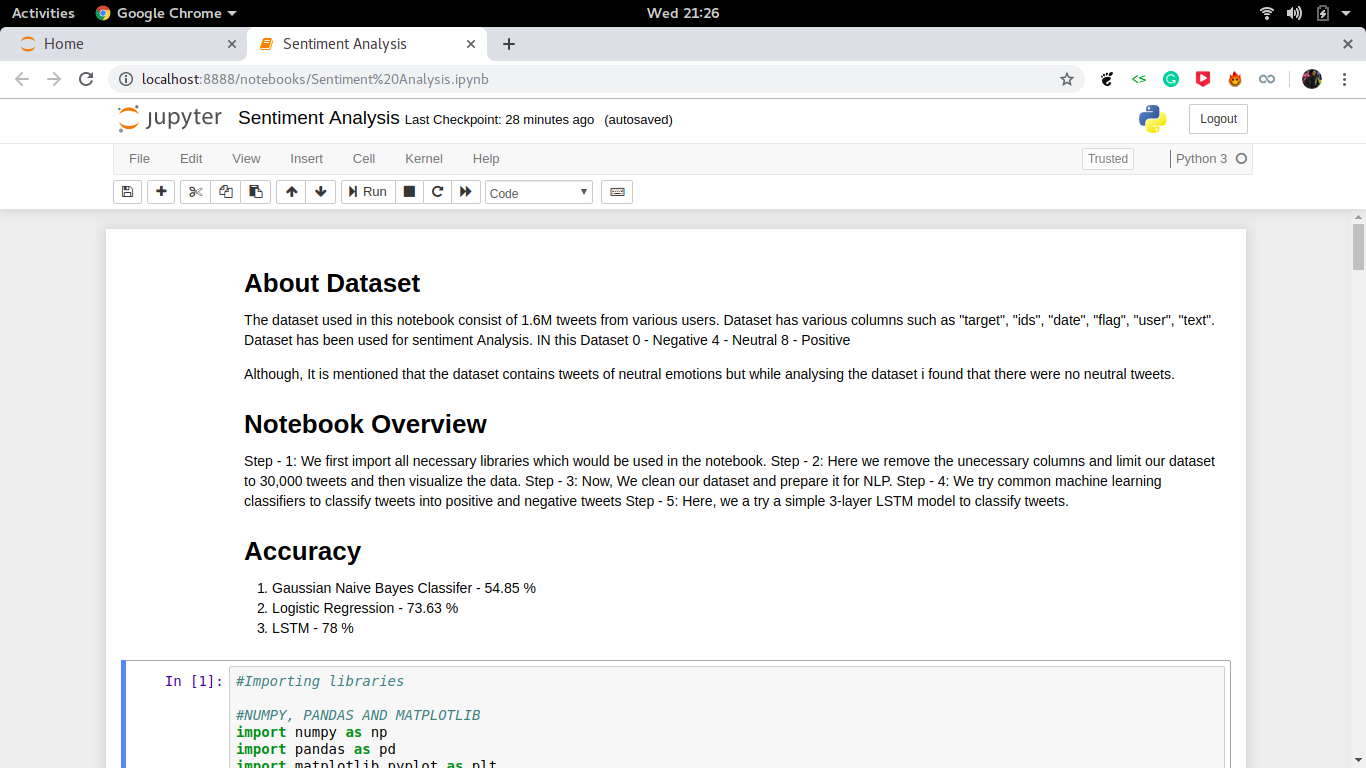 Activities Google Chrome Wed 21:26
Home Sentiment Analysis
localhost:8888/notebooks/Sentiment%20Analysis.ipynb
jupyter Sentiment Analysis Last Checkpoint: 28 minutes ago (autosaved) Logout
File Edit View Insert Cell Kernel Help Trusted Python 3
Run Code
About Dataset
The dataset used in this notebook consist of 1.6M tweets from various users. Dataset has various columns such as "target", "ids", "date", "flag", "user", "text".
Dataset has been used for sentiment Analysis. IN this Dataset 0 - Negative 4 - Neutral 8 - Positive
Although, It is mentioned that the dataset contains tweets of neutral emotions but while analysing the dataset i found that there were no neutral tweets.
Notebook Overview
Step - 1: We first import all necessary libraries which would be used in the notebook. Step - 2: Here we remove the unecessary columns and limit our dataset
to 30,000 tweets and then visualize the data. Step - 3: Now, We clean our dataset and prepare it for NLP. Step - 4: We try common machine learning
classifiers to classify tweets into positive and negative tweets Step - 5: Here, we a try a simple 3-layer LSTM model to classify tweets.
Accuracy
1. Gaussian Naive Bayes Classifer - 54.85 %
2. Logistic Regression - 73.63 %
3. LSTM - 78 %
In [1]: #Importing libraries
#NUMPY, PANDAS AND MATPLOTLIB
import numpy as np
import pandas as pd
import matplotlib.pyplot as plt